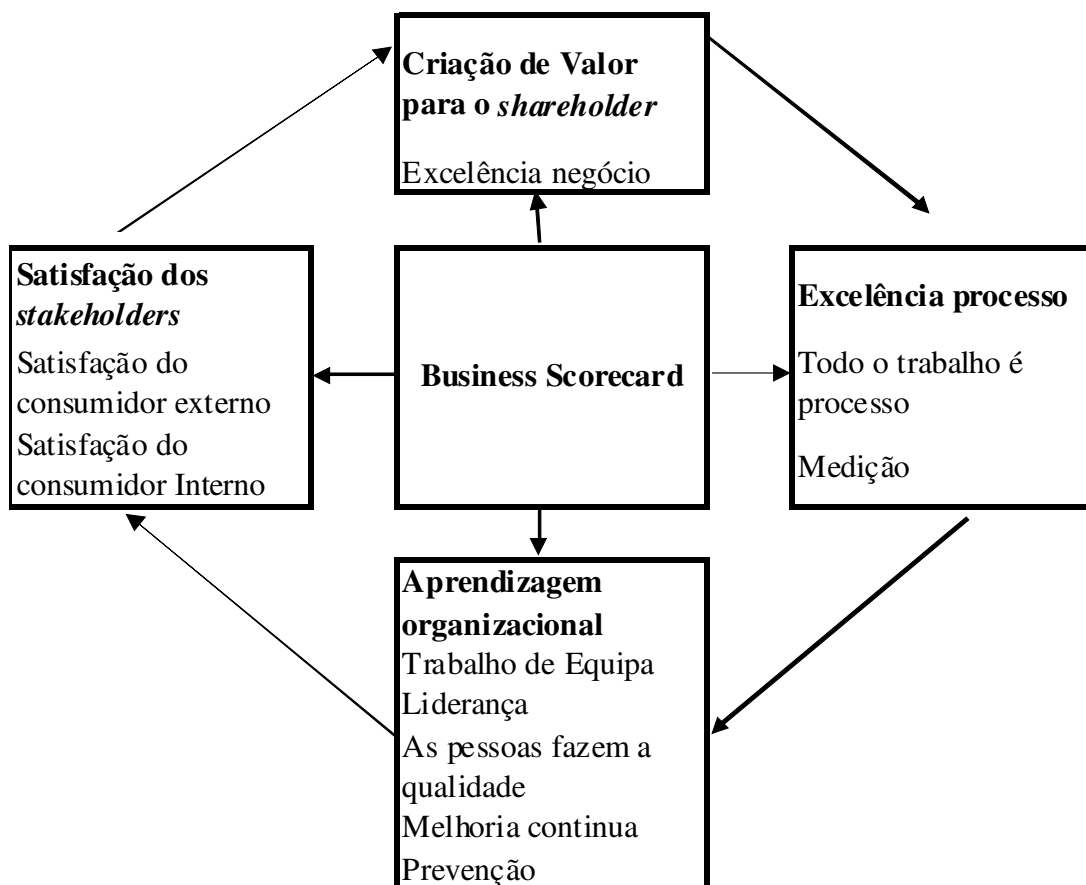 Criação de Valor
para o shareholder
Excelência negócio
Satisfação dos
stakeholders
Satisfação do
consumidor externo
Satisfação do
consumidor Interno
Business Scorecard
Excelência processo
Todo o trabalho é
processo
Medição
Aprendizagem
organizacional
Trabalho de Equipa
Liderança
As pessoas fazem a
qualidade
Melhoria continua
Prevenção